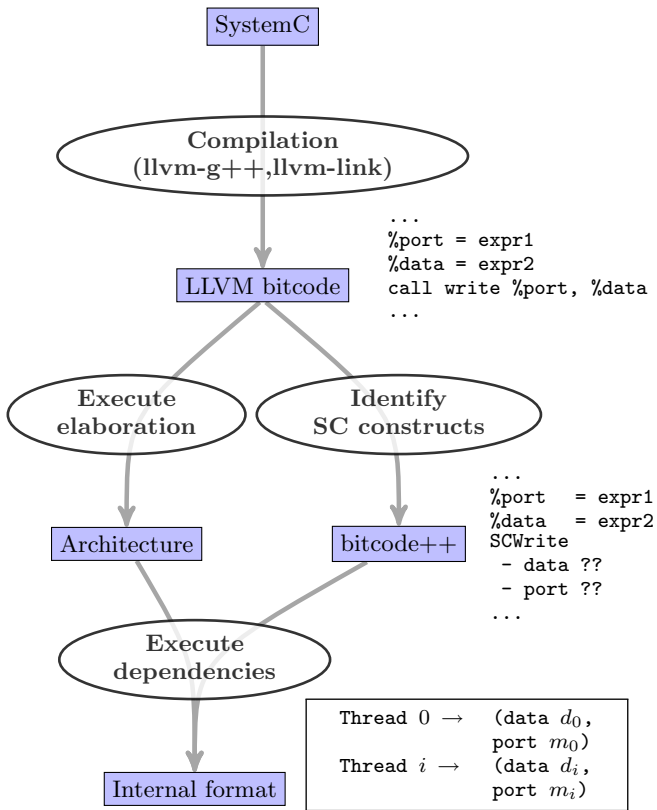 SystemC
Compilation
(llvm-g++,llvm-link)
...
%port = expr1
%data = expr2
call write %port, %data
...
LLVM bitcode
Execute
elaboration
Identify
SC constructs
...
%port   = expr1
%data   = expr2
SCWrite
 - data ??
 - port ??
...
Architecture
bitcode++
Execute
dependencies
Thread 0 → (data d₀,
port m₀)
Thread i → (data dᵢ,
port mᵢ)
Internal format